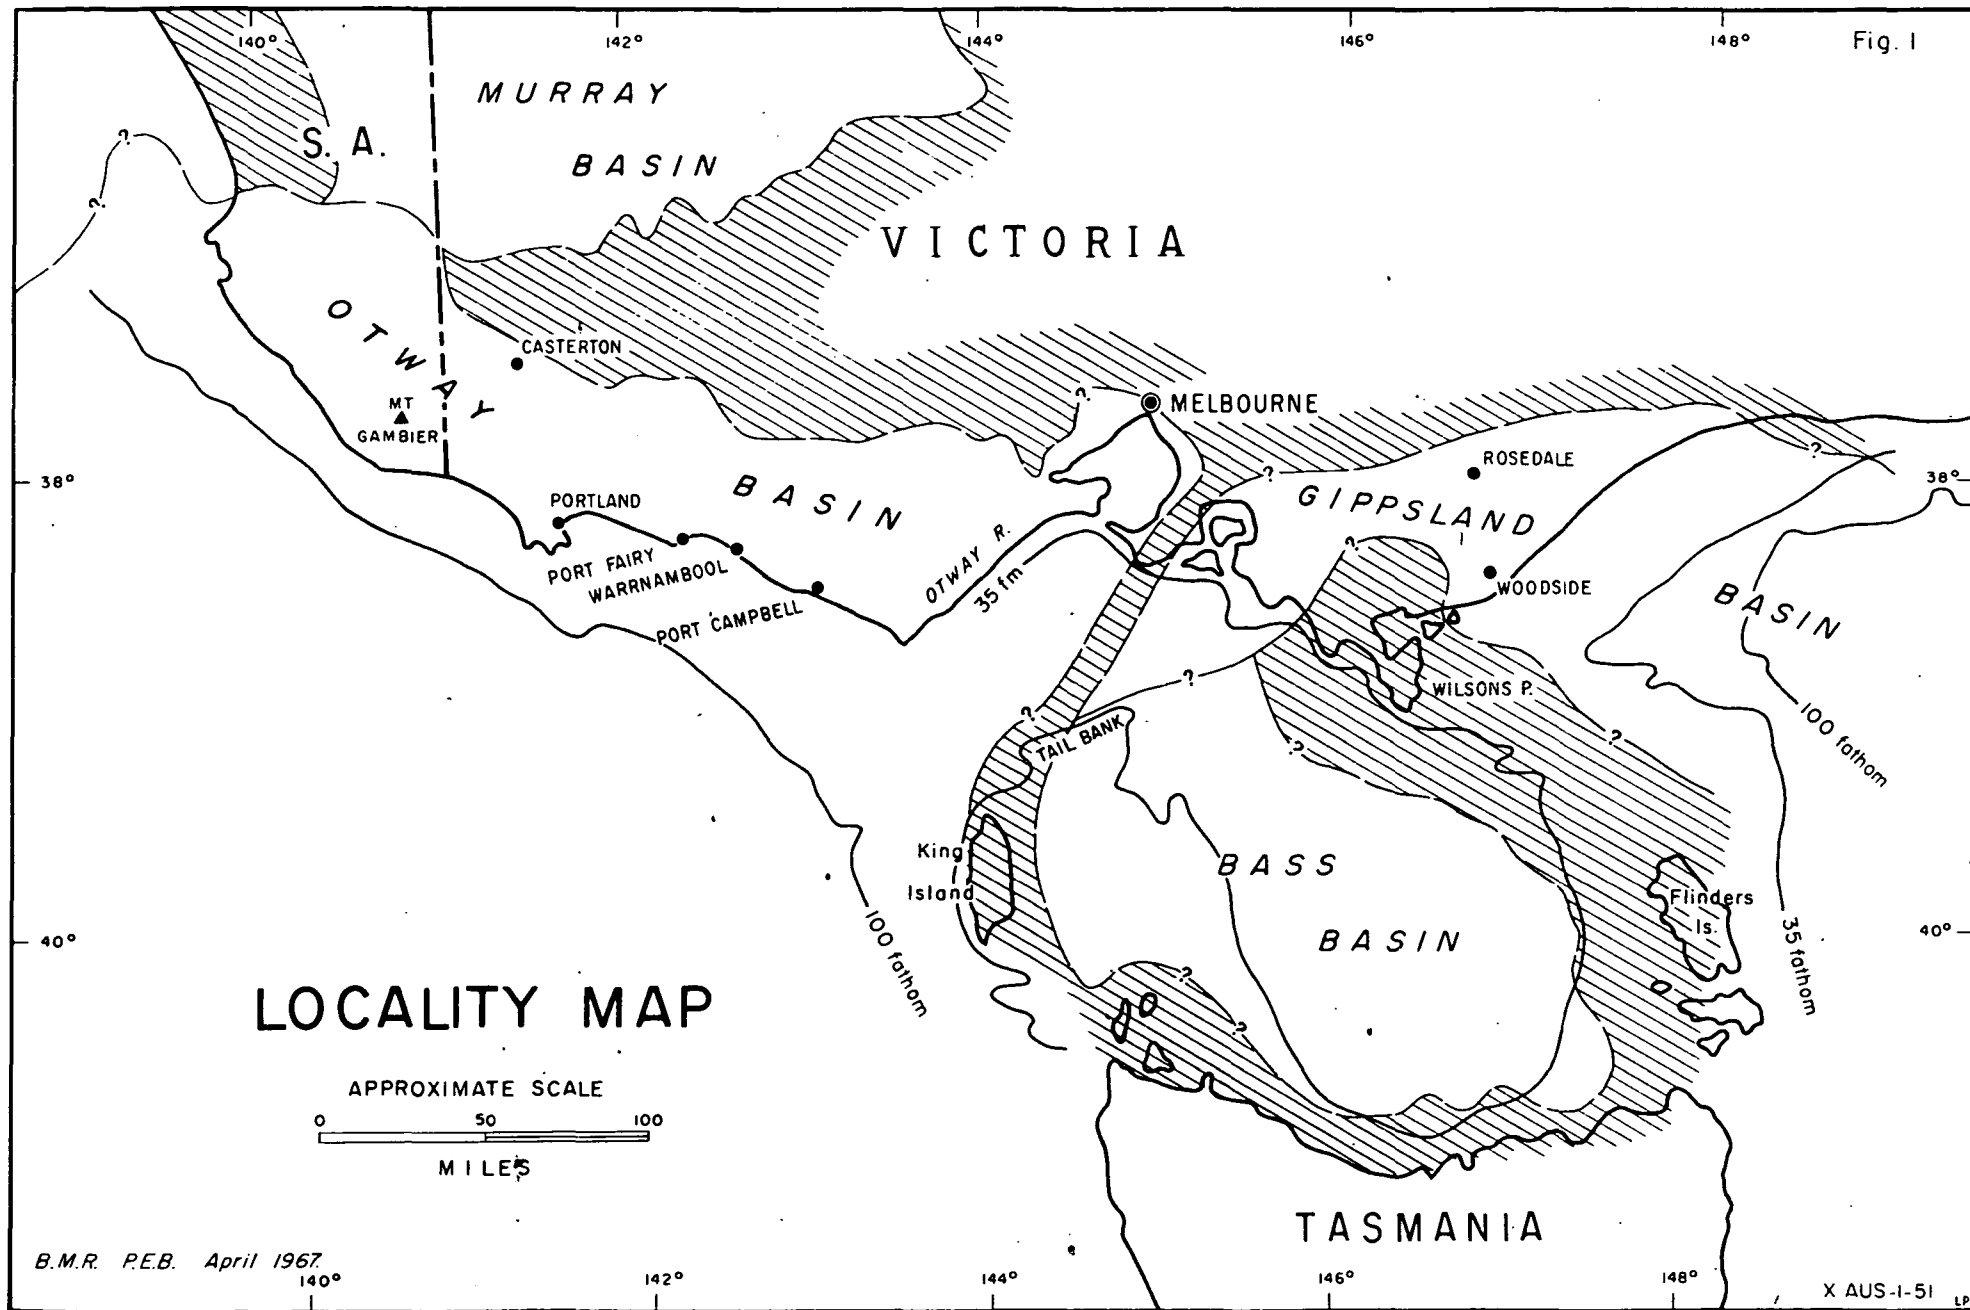 140°
142°
144°
146°
148°
Fig. 1
MURRAY
BASIN
S. A.
?
?
VICTORIA
OTWAY
BASIN
CASTERTON
MT
GAMBIER
?
MELBOURNE
38°
PORTLAND
PORT FAIRY
WARRNAMBOOL
PORT CAMPBELL
OTWAY R.
35 fm
?
ROSEDALE
?
38°
GIPPSLAND
BASIN
?
WOODSIDE
WILSONS P.
?
?
TAIL BANK
?
?
100 fathom
King
Island
BASS
BASIN
Flinders
Is.
40°
40°
100 fathom
35 fathom
?
?
LOCALITY MAP
APPROXIMATE SCALE
0 50 100
MILES
TASMANIA
B.M.R. P.E.B. April 1967.
140°
142°
144°
146°
148°
X AUS-1-51
LP